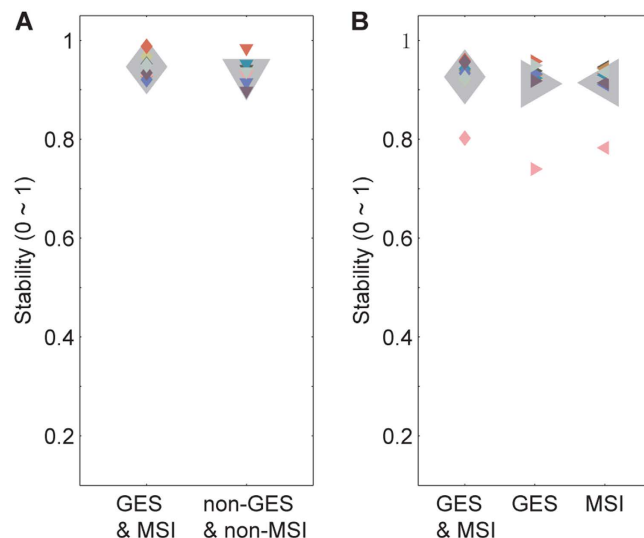 A
Stability (0 ~ 1)
1
0.8
0.6
0.4
0.2
GES
& MSI
non-GES
& non-MSI
B
Stability (0 ~ 1)
1
0.8
0.6
0.4
0.2
GES
& MSI
GES
MSI